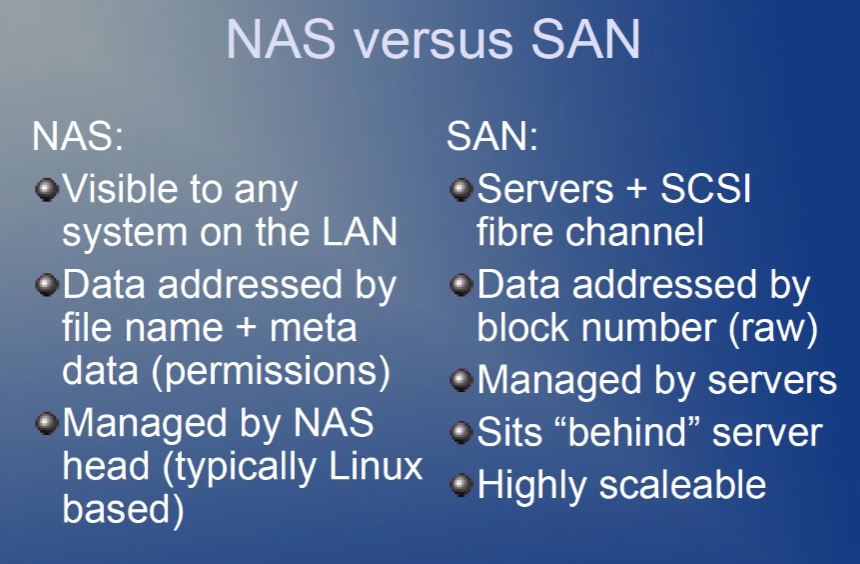 NAS versus SAN
NAS:
Visible to any
system on the LAN
Data addressed by
file name + meta
data (permissions)
Managed by NAS
head (typically Linux
based)
SAN:
Servers + SCSI
fibre channel
Data addressed by
block number (raw)
Managed by servers
Sits “behind” server
Highly scaleable